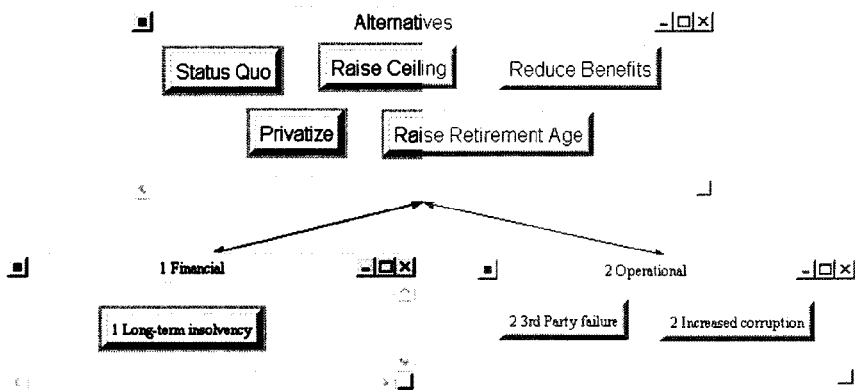 Alternatives
Status Quo
Raise Ceiling
Reduce Benefits
Privatize
Raise Retirement Age
1 Financial
2 Operational
1 Long-term insolvency
2 3rd Party failure
2 Increased corruption